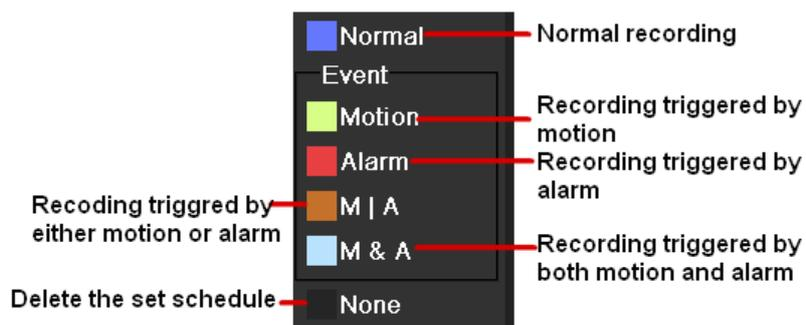 Normal
Normal recording
Event
Motion
Recording triggered by
motion
Alarm
Recording triggered by
alarm
Recoding triggred by
either motion or alarm
M | A
M & A
Recording triggered by
both motion and alarm
Delete the set schedule
None